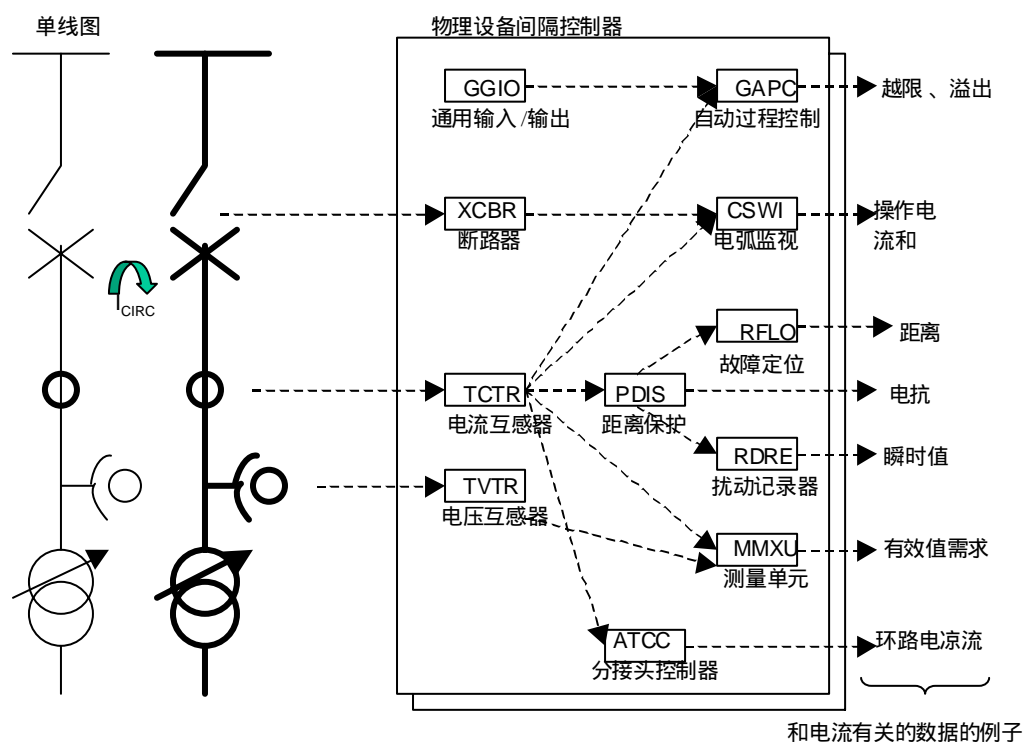 单线图
物理设备间隔控制器
GGIO
通用输入/输出
GAPC
自动过程控制
越限、溢出
XCBR
断路器
CSWI
电弧监视
操作电
流和
CIRC
RFLO
故障定位
距离
TCTR
电流互感器
PDIS
距离保护
电抗
RDRE
扰动记录器
瞬时值
TVTR
电压互感器
MMXU
测量单元
有效值需求
ATCC
分接头控制器
环路电凉流
和电流有关的数据的例子